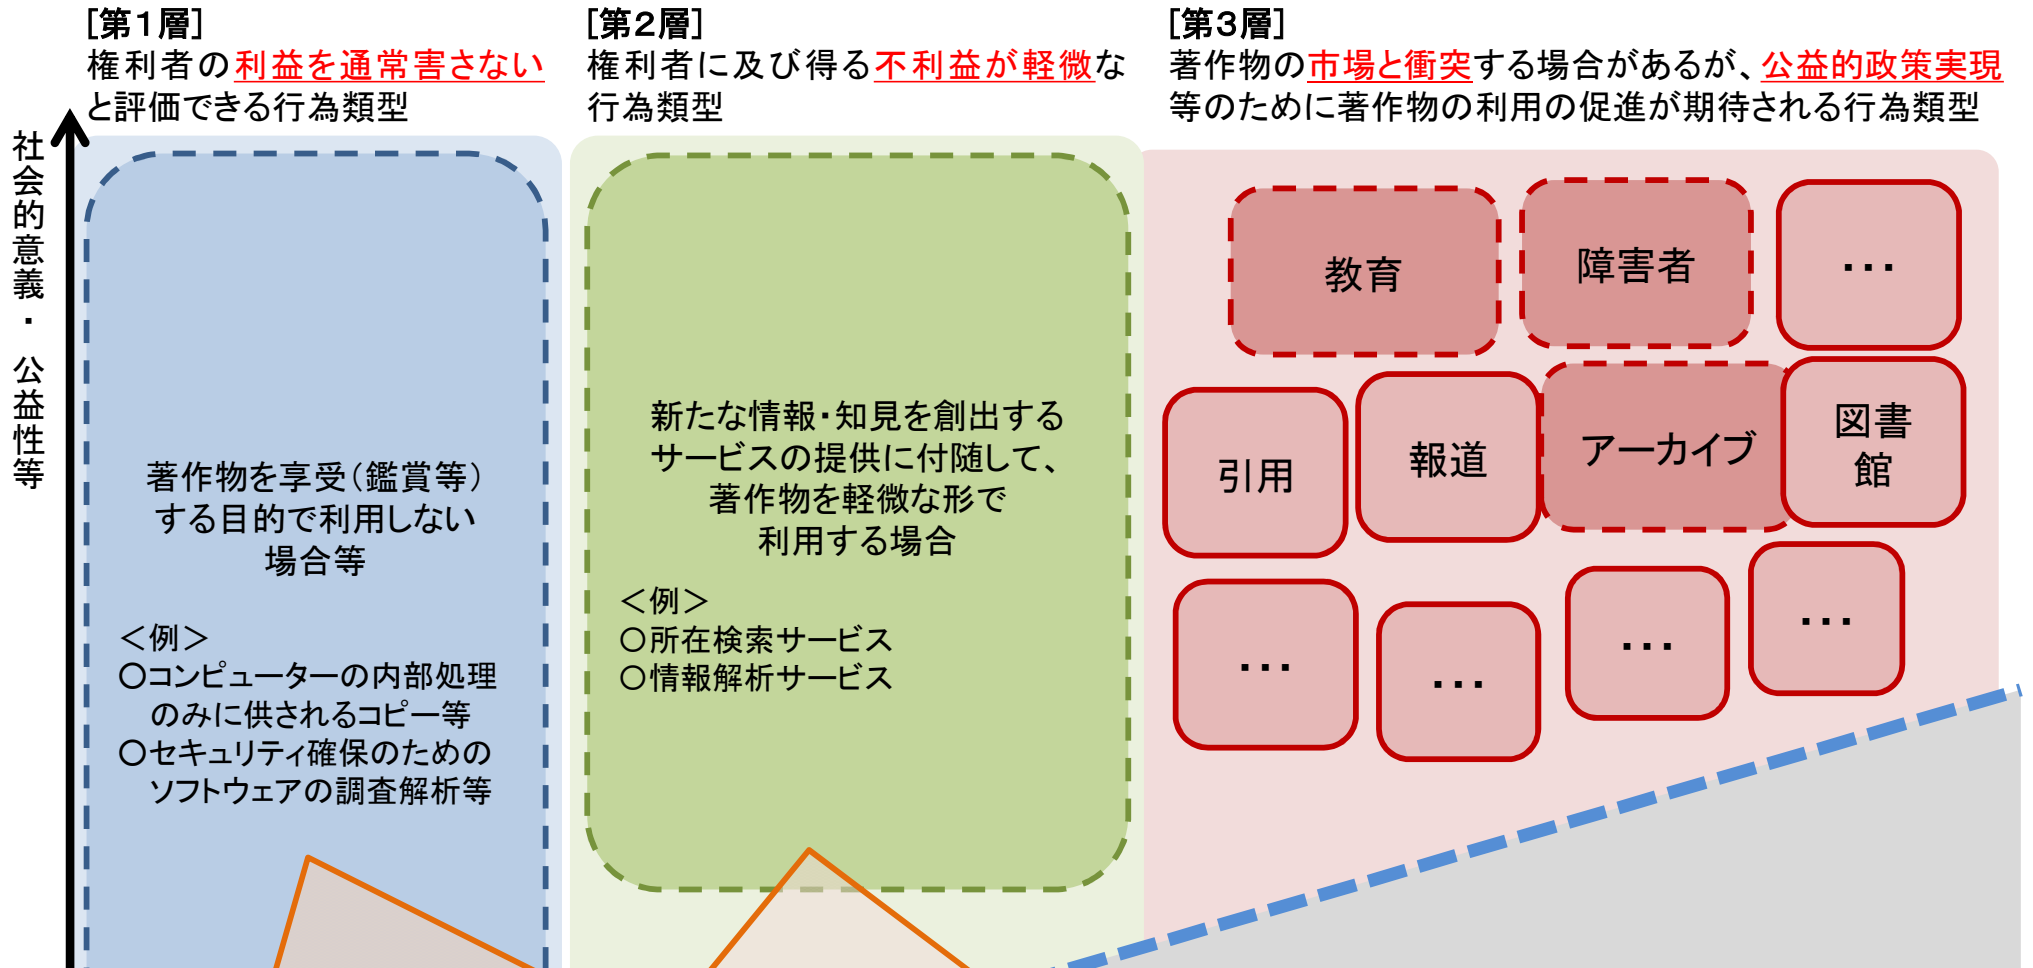 [第１層]
権利者の利益を通常害さない
と評価できる行為類型
[第２層]
権利者に及び得る不利益が軽微な
行為類型
[第３層]
著作物の市場と衝突する場合があるが、公益的政策実現
等のために著作物の利用の促進が期待される行為類型
社会的意義・公益性等
著作物を享受（鑑賞等）
する目的で利用しない
場合等
＜例＞
○コンピューターの内部処理
のみに供されるコピー等
○セキュリティ確保のための
ソフトウェアの調査解析等
新たな情報・知見を創出する
サービスの提供に付随して、
著作物を軽微な形で
利用する場合
＜例＞
○所在検索サービス
○情報解析サービス
教育
障害者
・・・
引用
報道
アーカイブ
図書
館
・・・
・・・
・・・
・・・